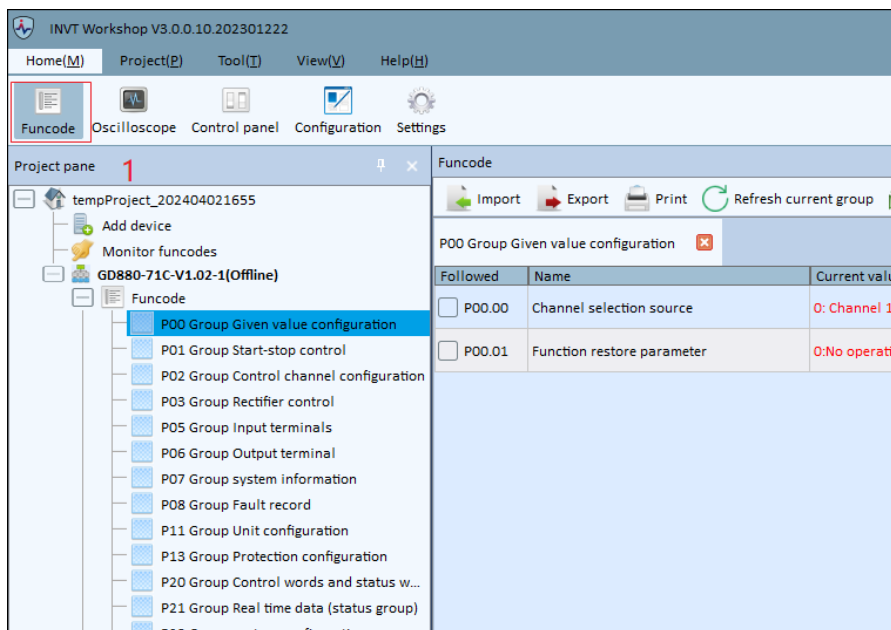 INVT Workshop V3.0.0.10.202301222
Home(M) Project(P) Tool(T) View(V) Help(H)
Funcode Oscilloscope Control panel Configuration Settings
Project pane 1
tempProject_202404021655
Add device
Monitor funcodes
GD880-71C-V1.02-1(Offline)
Funcode
P00 Group Given value configuration
P01 Group Start-stop control
P02 Group Control channel configuration
P03 Group Rectifier control
P05 Group Input terminals
P06 Group Output terminal
P07 Group system information
P08 Group Fault record
P11 Group Unit configuration
P13 Group Protection configuration
P20 Group Control words and status w...
P21 Group Real time data (status group)
Funcode
Import Export Print Refresh current group
P00 Group Given value configuration
Followed Name Current valu
P00.00 Channel selection source 0: Channel 1
P00.01 Function restore parameter 0:No operati